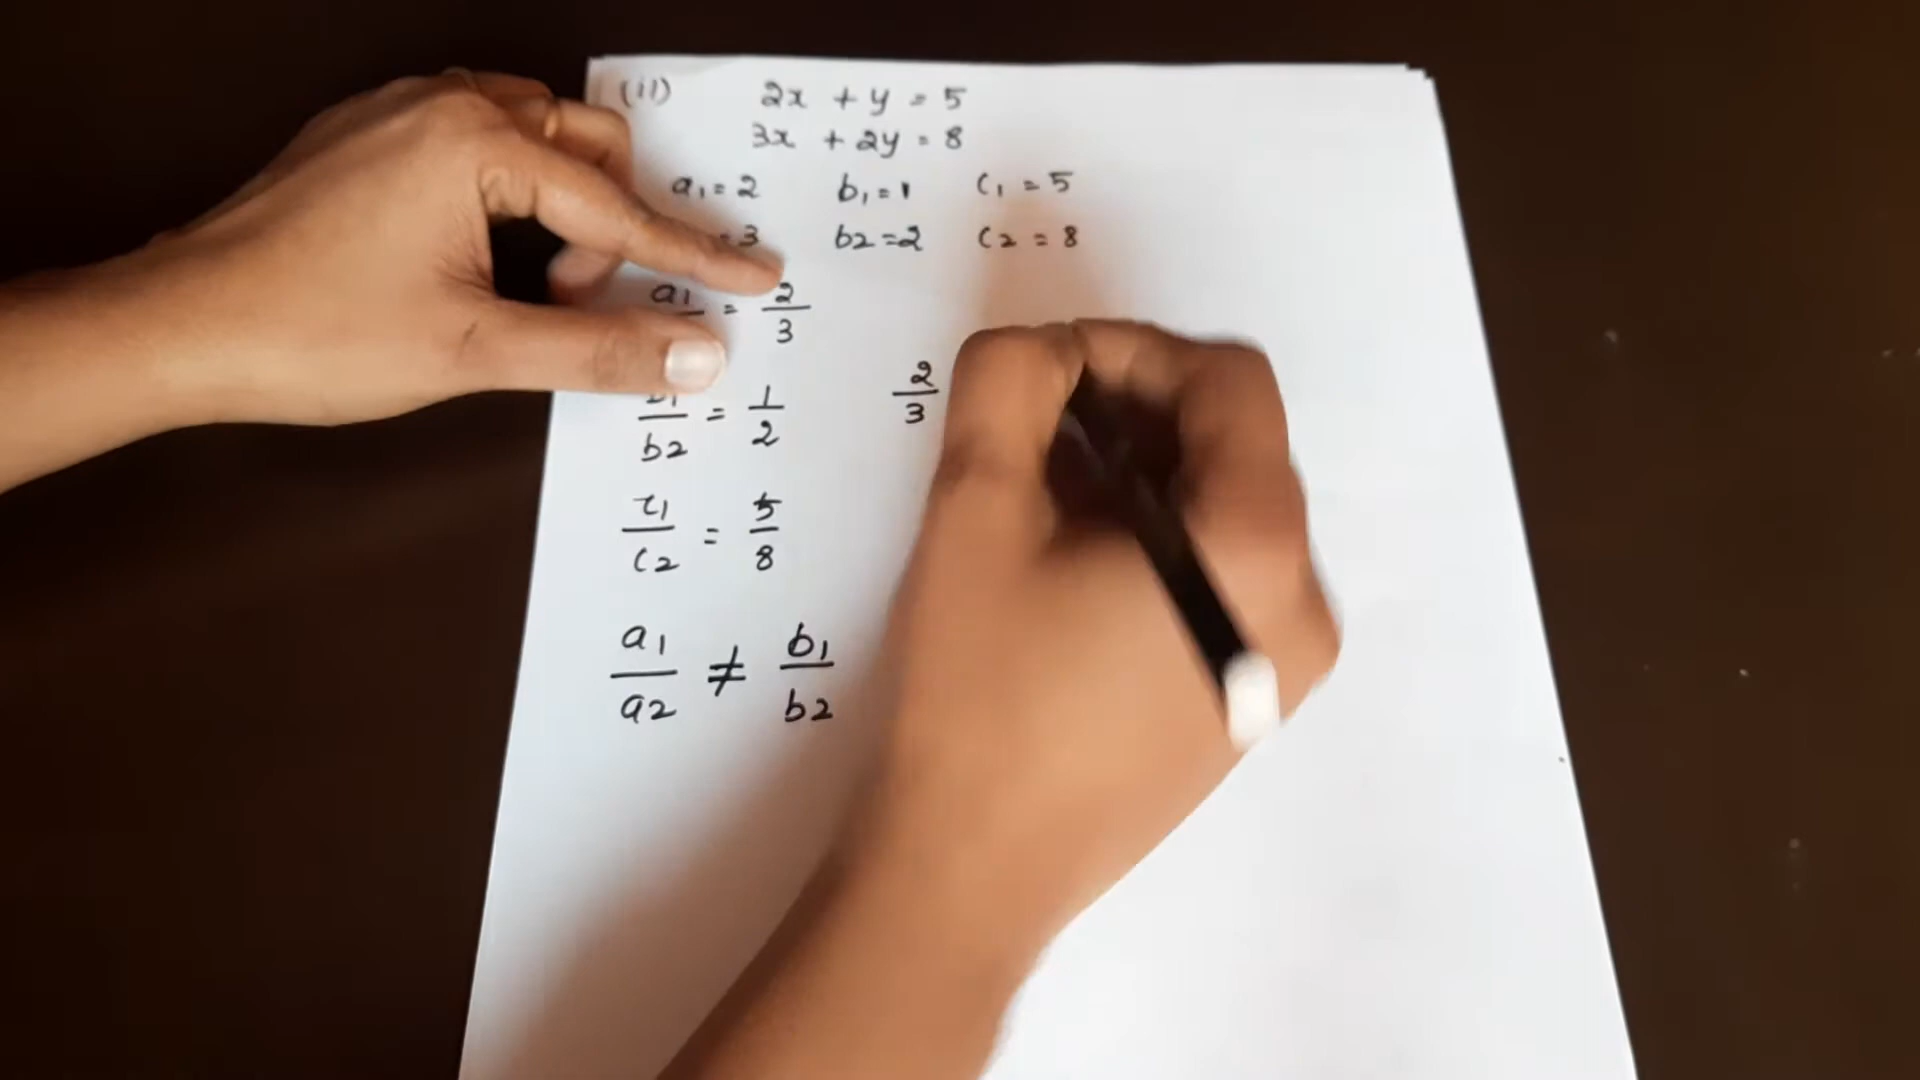 (ii) 2x + y = 5
3x + 2y = 8
a1 = 2 b1 = 1 c1 = 5
= 3 b2 = 2 c2 = 8
a1 = 2/3
b2 = 1/2 2/3
c1/c2 = 5/8
a1/a2 ≠ b1/b2